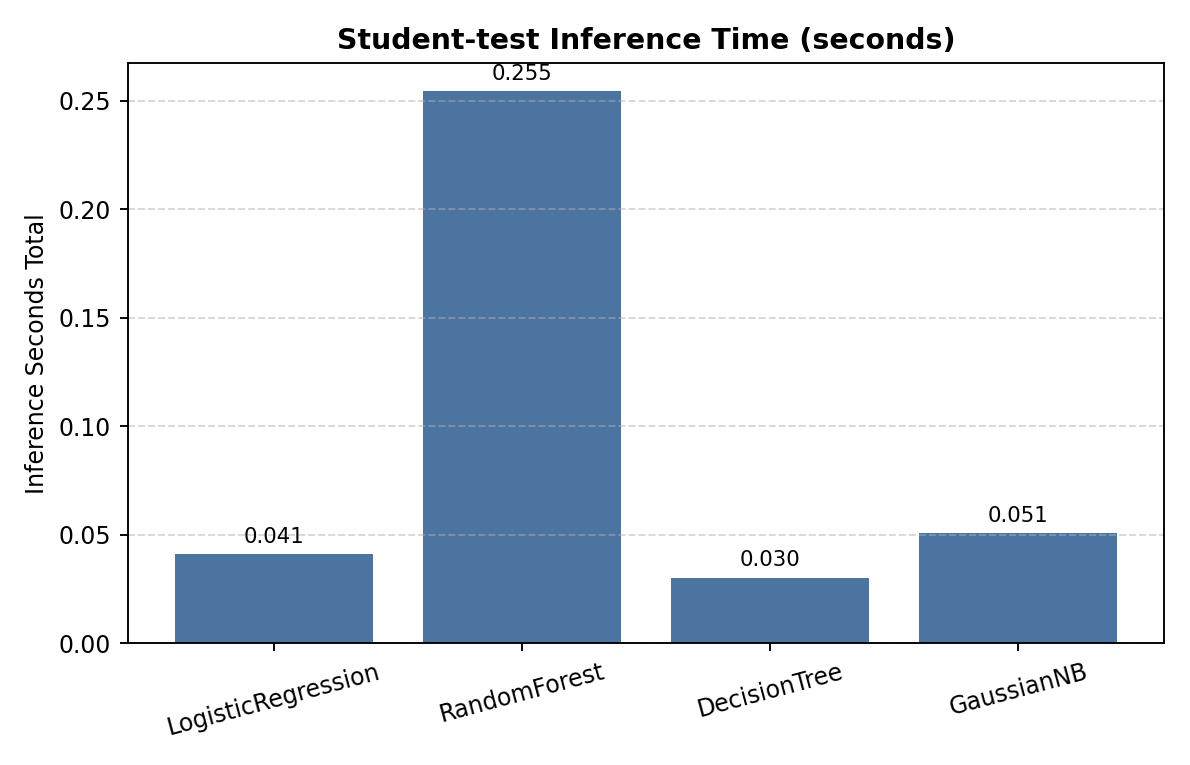 Student-test Inference Time (seconds)
Inference Seconds Total
0.25
0.20
0.15
0.10
0.05
0.00
0.041
0.255
0.030
0.051
LogisticRegression
RandomForest
DecisionTree
GaussianNB